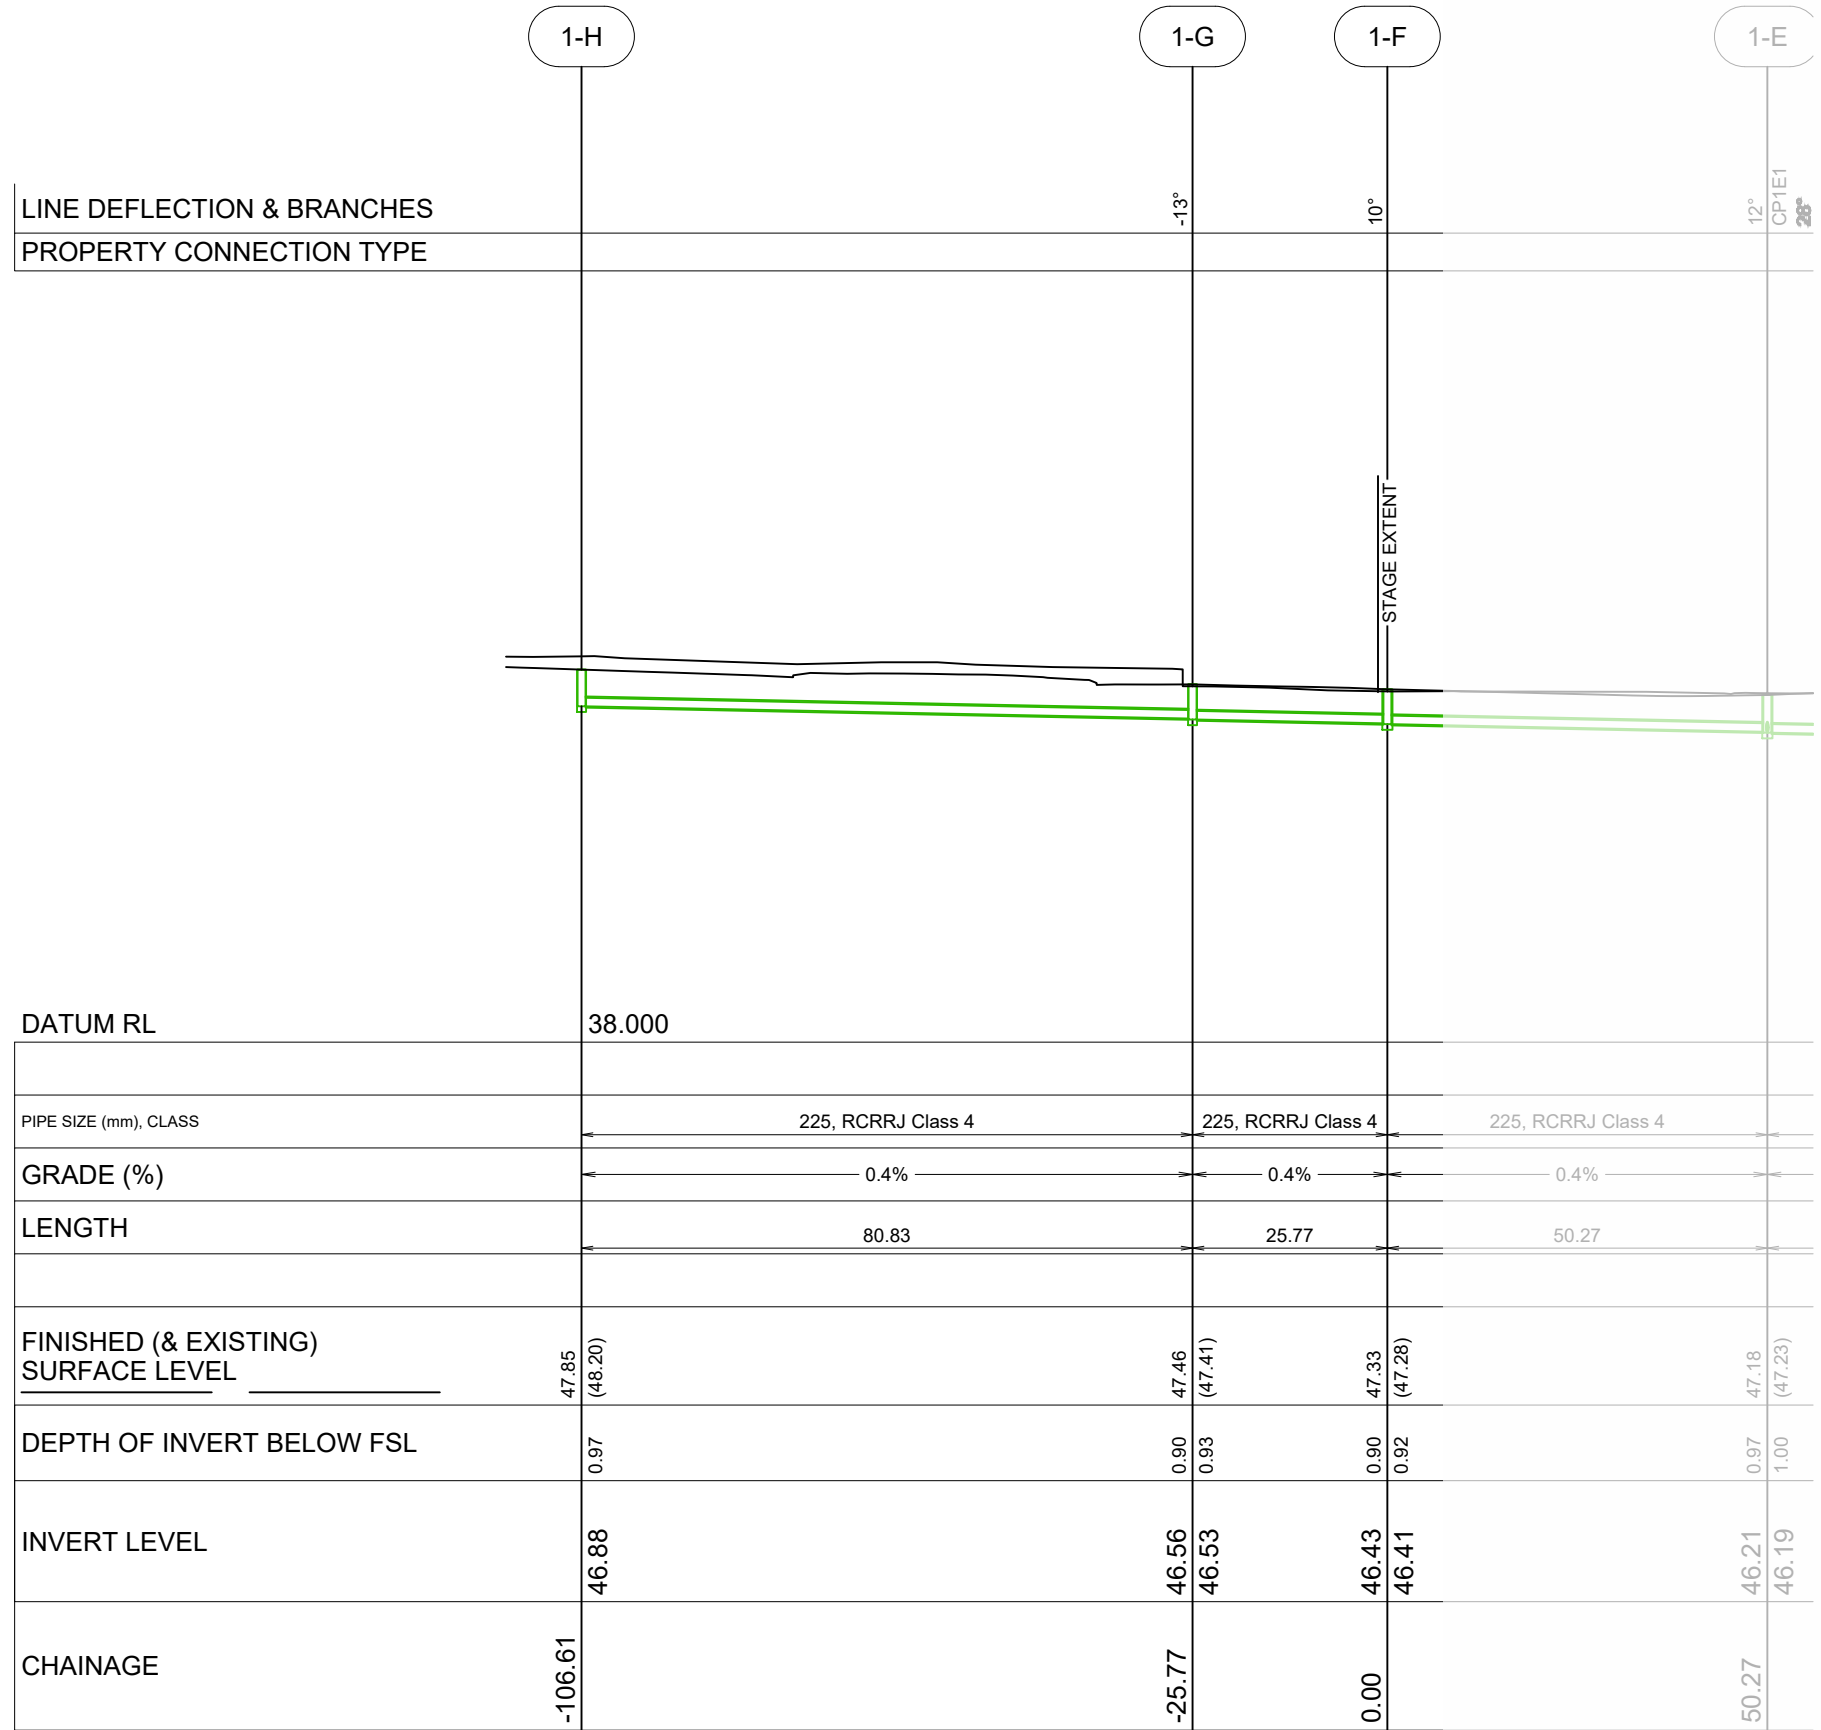 1-H 1-G 1-F 1-E
LINE DEFLECTION & BRANCHES -13° 10° 12° CP1E1 28°
PROPERTY CONNECTION TYPE
STAGE EXTENT
DATUM RL 38.000
PIPE SIZE (mm), CLASS 225, RCRRJ Class 4 225, RCRRJ Class 4 225, RCRRJ Class 4
GRADE (%) 0.4% 0.4% 0.4%
LENGTH 80.83 25.77 50.27
FINISHED (& EXISTING)
SURFACE LEVEL 47.85 (48.20) 47.46 (47.41) 47.33 (47.28) 47.18 (47.23)
DEPTH OF INVERT BELOW FSL 0.97 0.90 0.93 0.90 0.92 0.97 1.00
INVERT LEVEL 46.88 46.56 46.53 46.43 46.41 46.21 46.19
CHAINAGE -106.61 -25.77 0.00 50.27